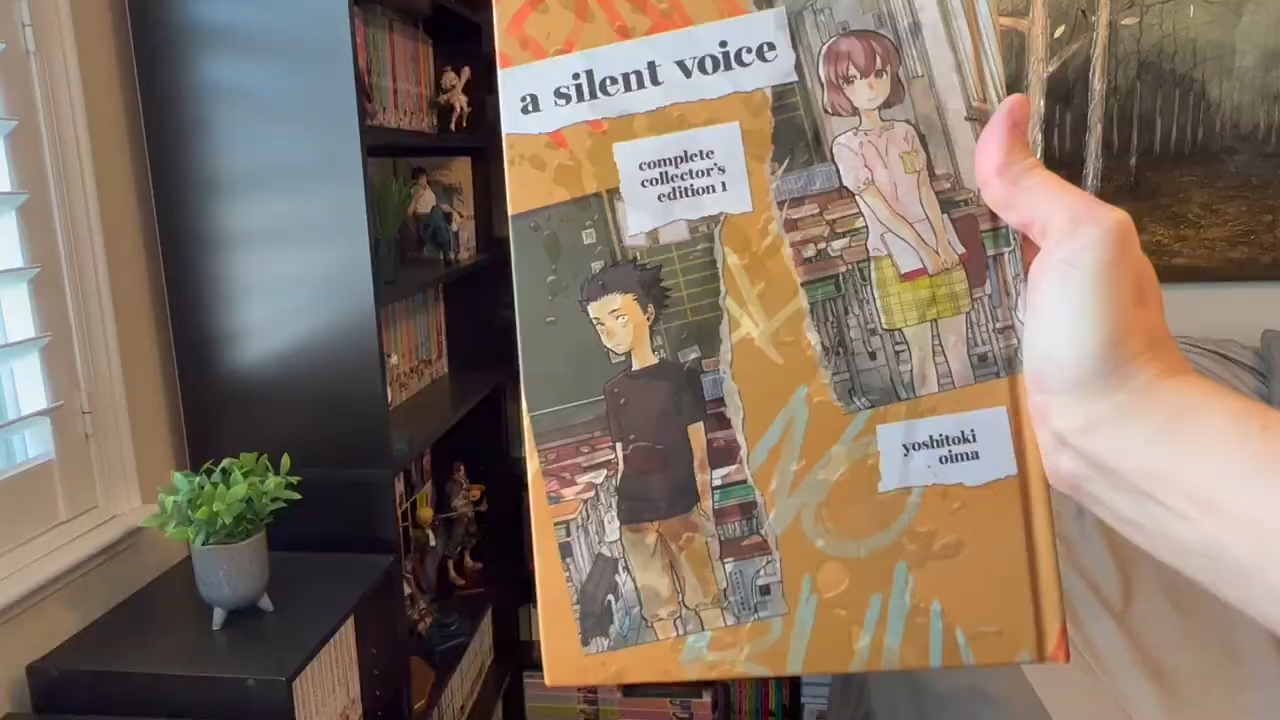 a silent voice
complete
collector's
edition 1
yoshitoki
oima